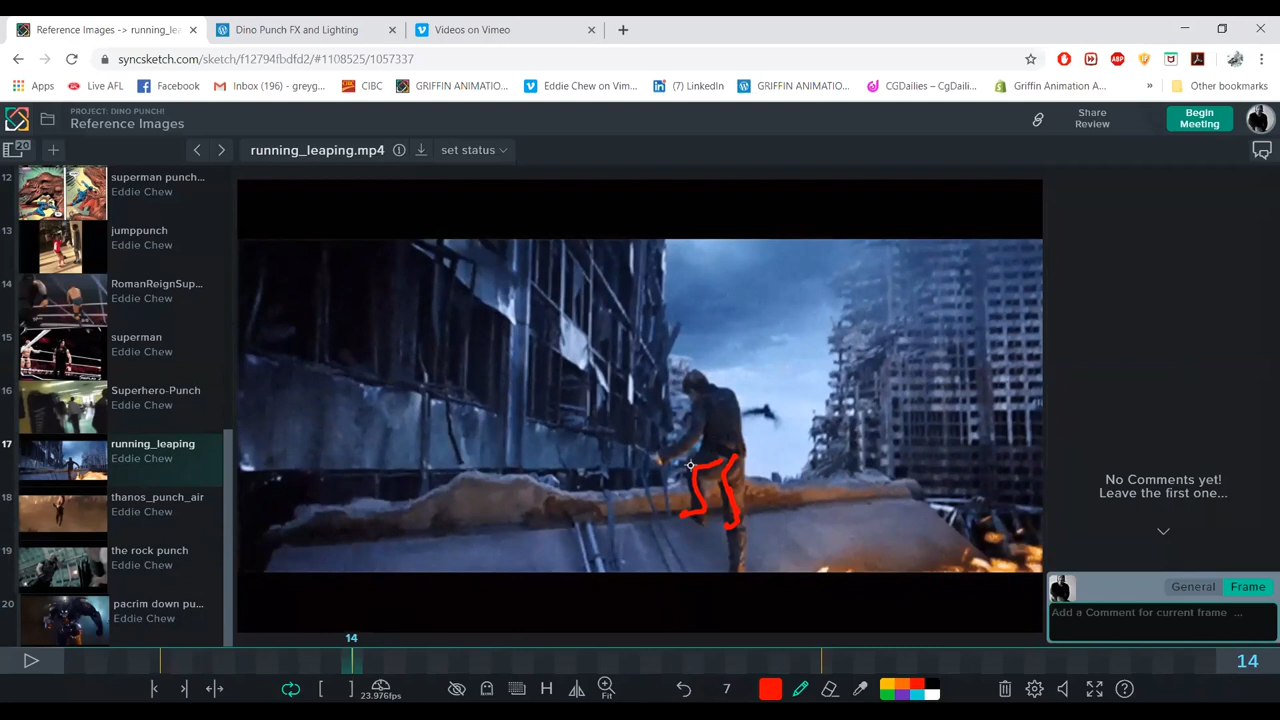 Reference Images -> running_lea
Dino Punch FX and Lighting
Videos on Vimeo
syncsketch.com/sketch/f12794fbdfd2/#1108525/1057337
Apps
Live AFL
Facebook
Inbox (196) - greyg...
CIBC
GRIFFIN ANIMATIO...
Eddie Chew on Vim...
(7) LinkedIn
GRIFFIN ANIMATIO...
CGDailies – CgDaili...
Griffin Animation A...
»
Other bookmarks
PROJECT: DINO PUNCH!
Reference Images
Share Review
Begin Meeting
20
running_leaping.mp4
set status
12
superman punch...
Eddie Chew
13
jumppunch
Eddie Chew
14
RomanReignSup...
Eddie Chew
15
superman
Eddie Chew
16
Superhero-Punch
Eddie Chew
17
running_leaping
Eddie Chew
18
thanos_punch_air
Eddie Chew
19
the rock punch
Eddie Chew
20
pacrim down pu...
Eddie Chew
No Comments yet!
Leave the first one...
General
Frame
Add a Comment for current frame ...
14
14
23.976fps
Fit
7